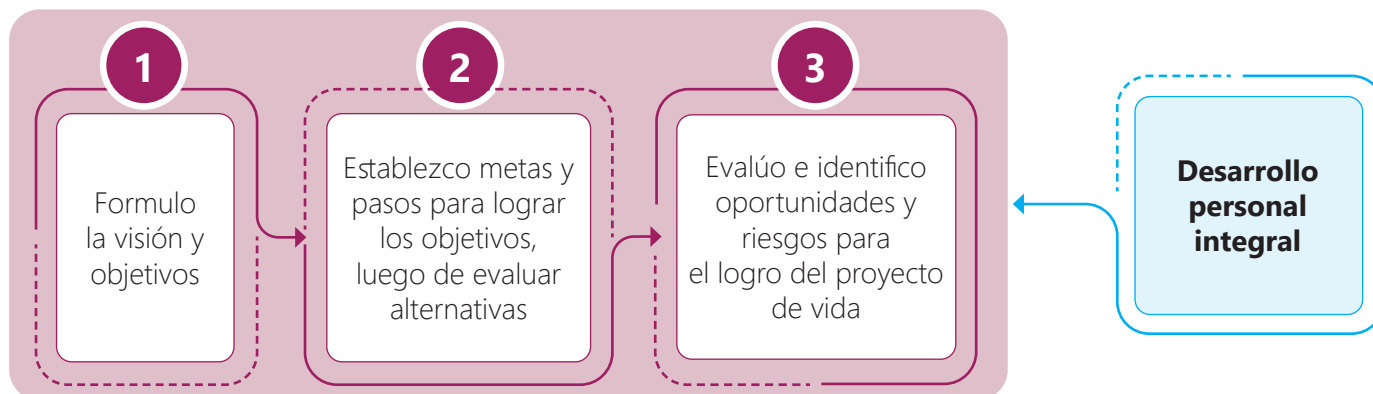 1
Formulo
la visión y
objetivos
2
Establezco metas y
pasos para lograr
los objetivos,
luego de evaluar
alternativas
3
Evalúo e identifico
oportunidades y
riesgos para
el logro del proyecto
de vida
Desarrollo
personal
integral